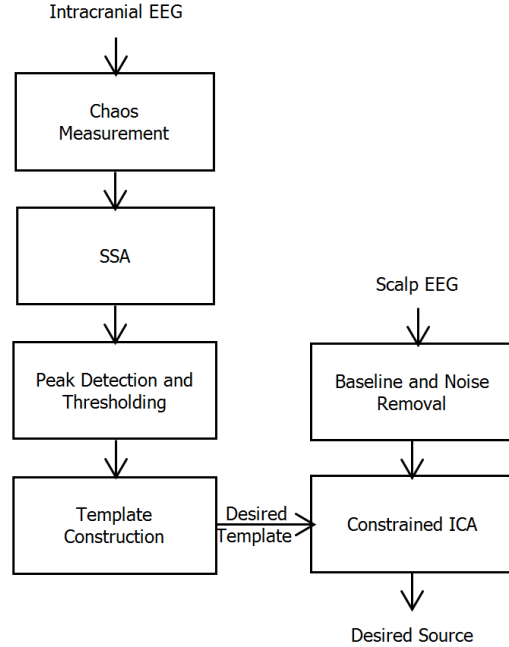 Intracranial EEG
Chaos
Measurement
SSA
Peak Detection and
Thresholding
Template
Construction
Desired
Template
Scalp EEG
Baseline and Noise
Removal
Constrained ICA
Desired Source